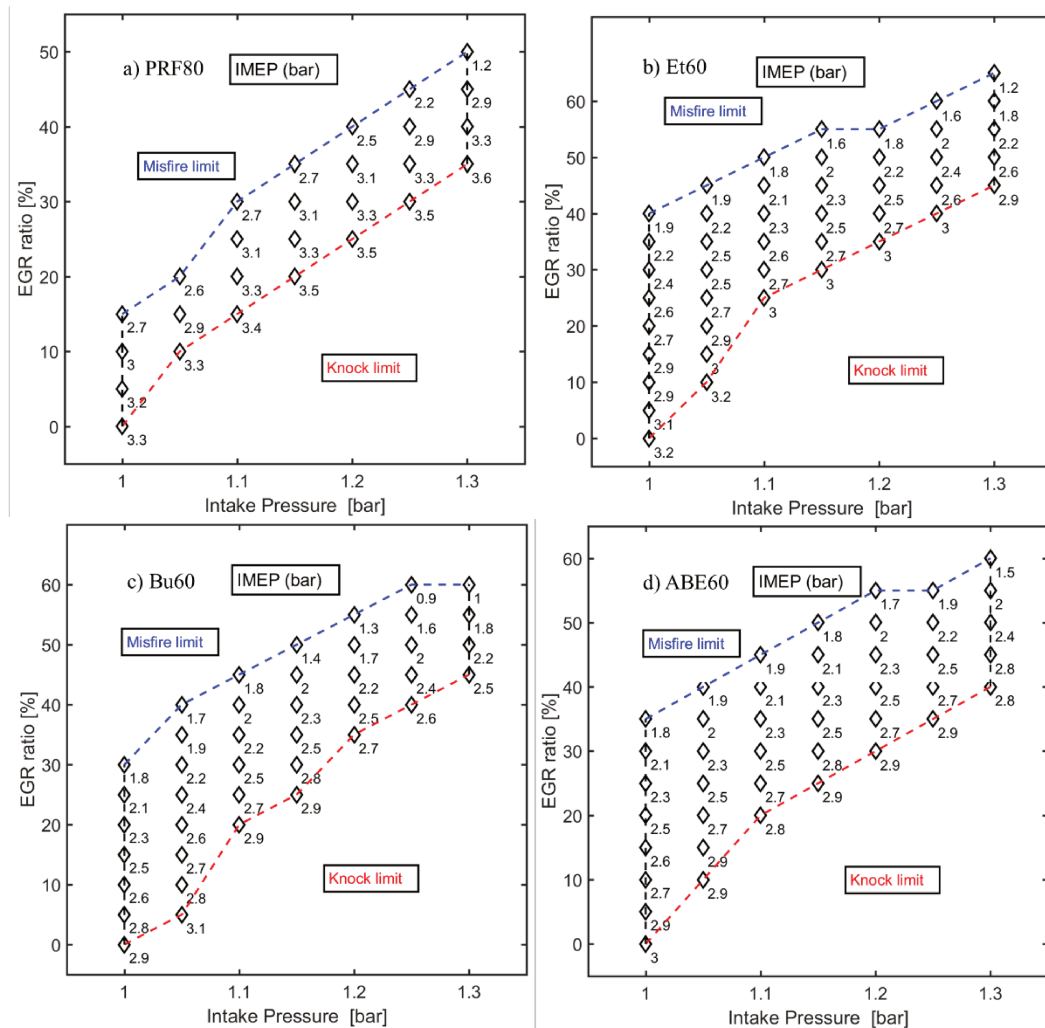 a) PRF80
IMEP (bar)
Misfire limit
Knock limit
EGR ratio [%]
50
40
30
20
10
0
1.2
2.2 2.9
2.5 2.9 3.3
2.7 3.1 3.3 3.6
2.7 3.1 3.3 3.5
3.1 3.3 3.5
2.6 3.3 3.5
2.7 2.9 3.4
3 3.3
3.2
3.3
1 1.1 1.2 1.3
Intake Pressure [bar]
b) Et60
IMEP (bar)
Misfire limit
Knock limit
EGR ratio [%]
60
50
40
30
20
10
0
1.2
1.6 1.8
1.6 1.8 2 2.2
1.8 2 2.2 2.4 2.6
1.9 2.1 2.3 2.5 2.6 2.9
1.9 2.2 2.3 2.5 2.7 3
2.2 2.5 2.6 2.7 3
2.4 2.5 2.7 3
2.6 2.7 3
2.7 2.9
2.9 3
2.9 3.2
3.1
3.2
1 1.1 1.2 1.3
Intake Pressure [bar]
c) Bu60
IMEP (bar)
Misfire limit
Knock limit
EGR ratio [%]
60
50
40
30
20
10
0
0.9 1
1.3 1.6 1.8
1.4 1.7 2 2.2
1.8 2 2.2 2.4 2.5
1.7 2 2.3 2.5 2.6
1.9 2.2 2.5 2.7
1.8 2.2 2.5 2.8
2.1 2.4 2.7 2.9
2.3 2.6 2.9
2.5 2.7
2.6 2.8
2.8 3.1
2.9
1 1.1 1.2 1.3
Intake Pressure [bar]
d) ABE60
IMEP (bar)
Misfire limit
Knock limit
EGR ratio [%]
60
50
40
30
20
10
0
1.5
1.7 1.9 2
1.8 2 2.2 2.4
1.9 2.1 2.3 2.5 2.8
1.9 2.1 2.3 2.5 2.7 2.8
1.8 2 2.3 2.5 2.7 2.9
2.1 2.3 2.5 2.8 2.9
2.3 2.5 2.7 2.9
2.5 2.7 2.8
2.6 2.9
2.7 2.9
2.9
3
1 1.1 1.2 1.3
Intake Pressure [bar]